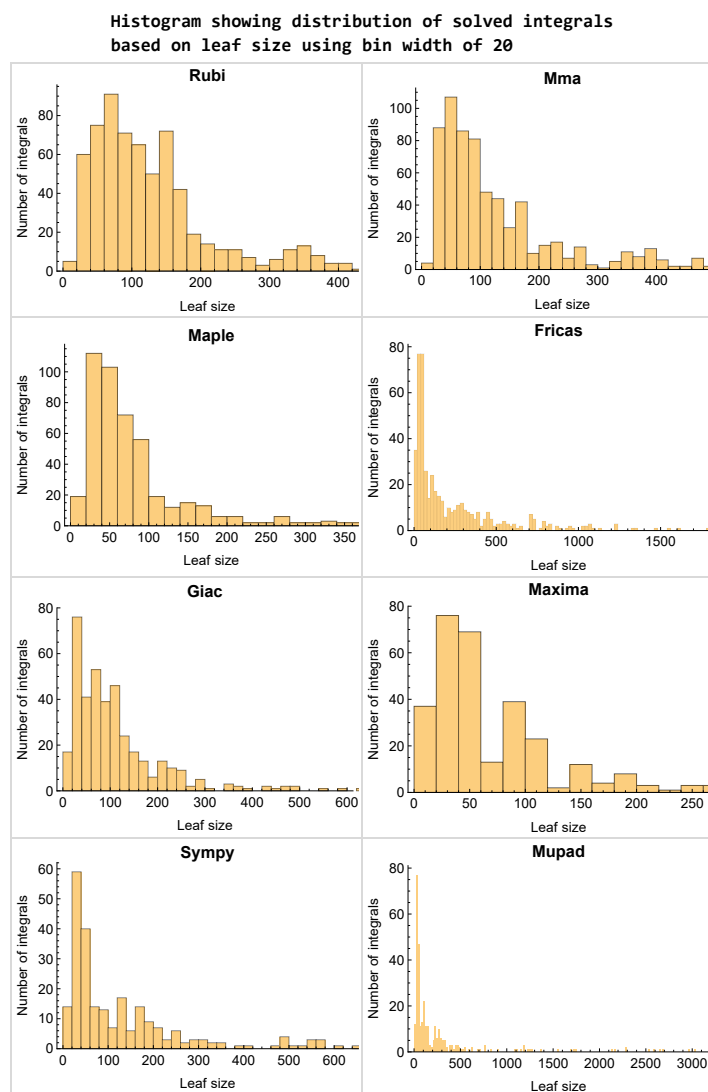 Histogram showing distribution of solved integrals
based on leaf size using bin width of 20
Rubi
Number of integrals
80
60
40
20
0
0 100 200 300 400
Leaf size
Mma
Number of integrals
100
80
60
40
20
0
0 100 200 300 400
Leaf size
Maple
Number of integrals
100
80
60
40
20
0
0 50 100 150 200 250 300 350
Leaf size
Fricas
Number of integrals
80
60
40
20
0
0 500 1000 1500
Leaf size
Giac
Number of integrals
80
60
40
20
0
0 100 200 300 400 500 600
Leaf size
Maxima
Number of integrals
80
60
40
20
0
0 50 100 150 200 250
Leaf size
Sympy
Number of integrals
60
50
40
30
20
10
0
0 100 200 300 400 500 600
Leaf size
Mupad
Number of integrals
80
60
40
20
0
0 500 1000 1500 2000 2500 3000
Leaf size